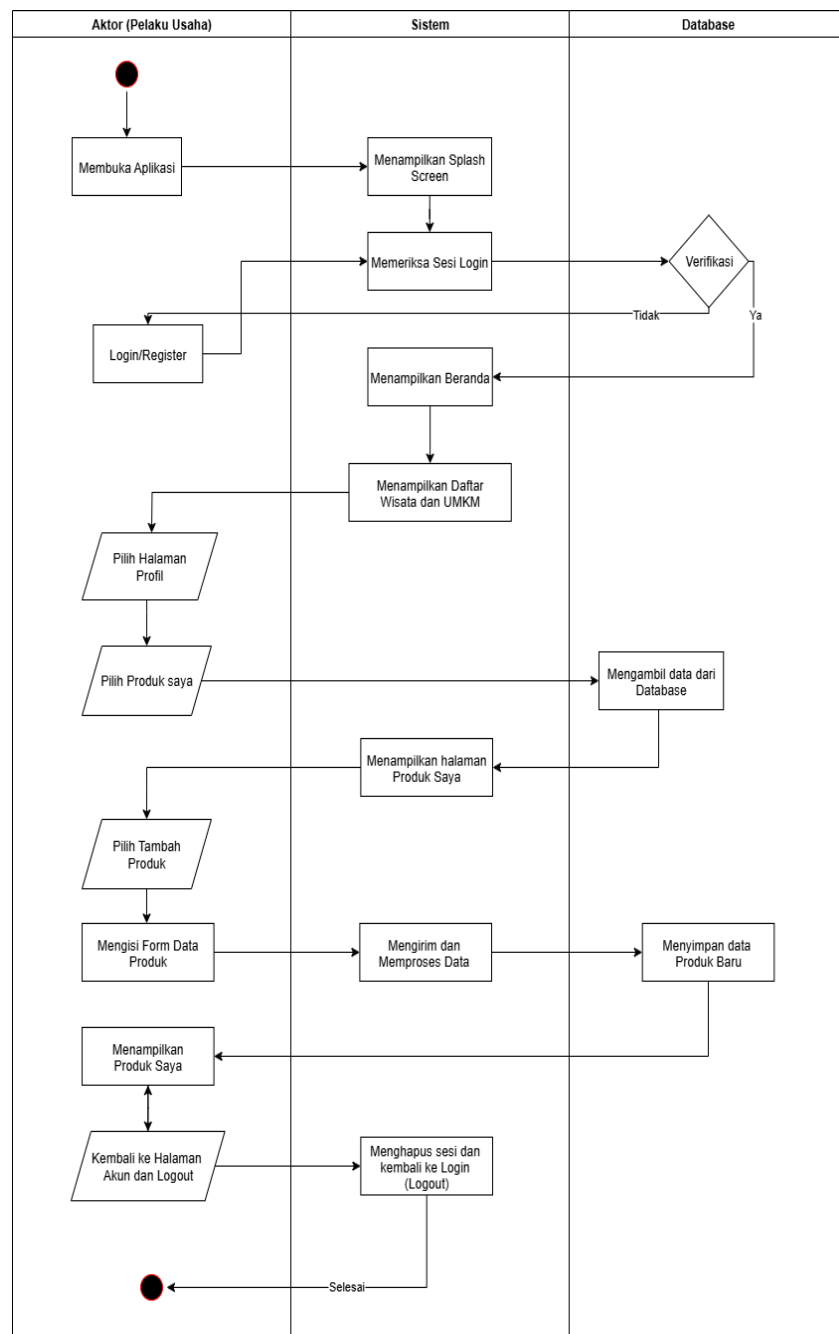 Aktor (Pelaku Usaha)
Sistem
Database
Membuka Aplikasi
Menampilkan Splash
Screen
Memeriksa Sesi Login
Verifikasi
Tidak
Ya
Login/Register
Menampilkan Beranda
Menampilkan Daftar
Wisata dan UMKM
Pilih Halaman
Profil
Pilih Produk saya
Mengambil data dari
Database
Menampilkan halaman
Produk Saya
Pilih Tambah
Produk
Mengisi Form Data
Produk
Mengirim dan
Memproses Data
Menyimpan data
Produk Baru
Menampilkan
Produk Saya
Kembali ke Halaman
Akun dan Logout
Menghapus sesi dan
kembali ke Login
(Logout)
Selesai